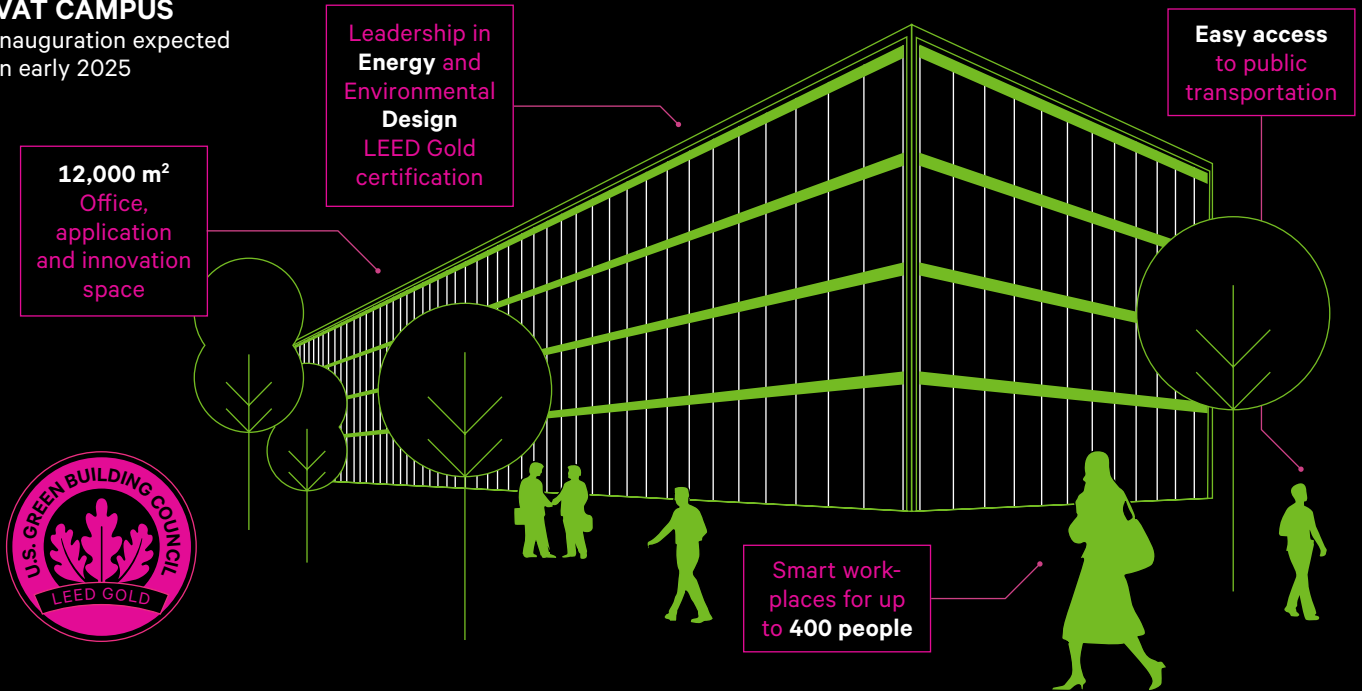 VAT CAMPUS
nauguration expected
n early 2025
Leadership in
Energy and
Environmental
Design
LEED Gold
certification
Easy access
to public
transportation
12,000 m²
Office,
application
and innovation
space
U.S. GREEN BUILDING COUNCIL
LEED GOLD
Smart work-
places for up
to 400 people